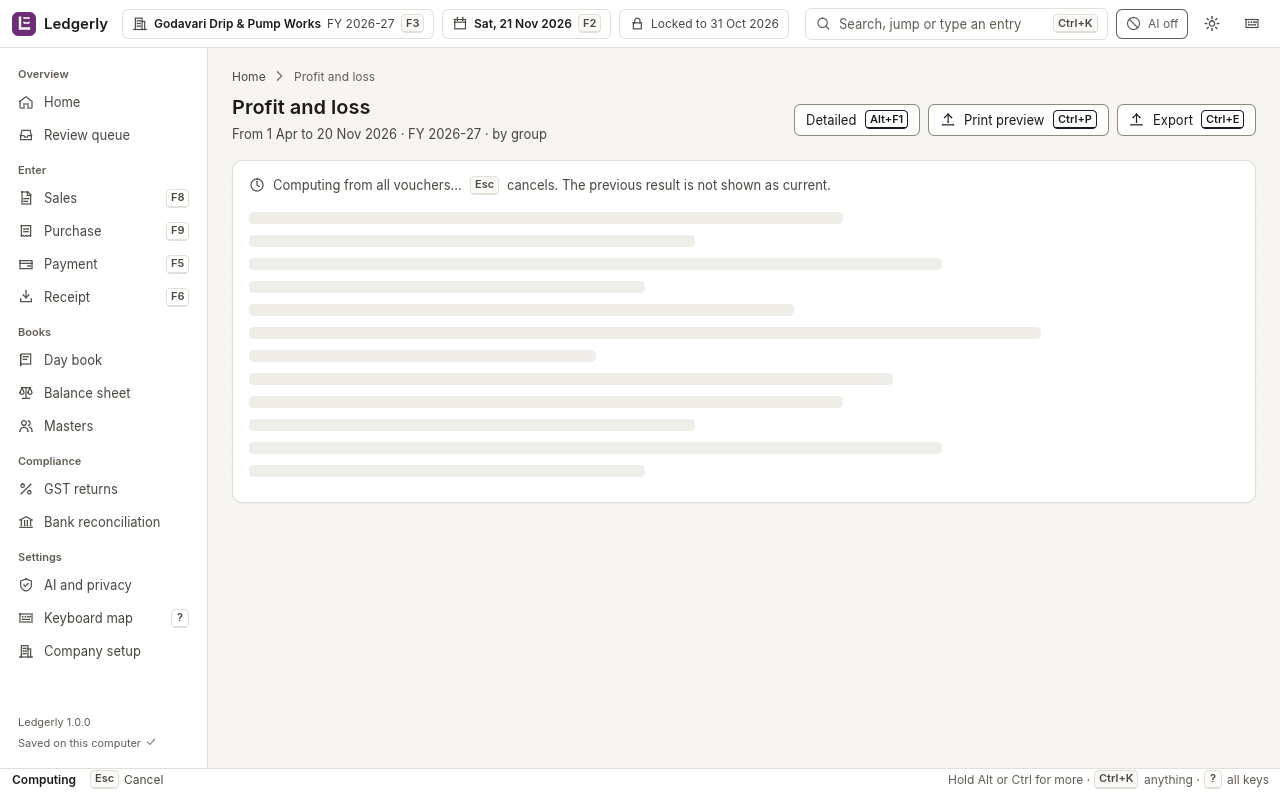 Ledgerly
Godavari Drip & Pump Works FY 2026-27 F3
Sat, 21 Nov 2026 F2
Locked to 31 Oct 2026
Search, jump or type an entry Ctrl+K
AI off
Overview
Home
Review queue
Enter
Sales F8
Purchase F9
Payment F5
Receipt F6
Books
Day book
Balance sheet
Masters
Compliance
GST returns
Bank reconciliation
Settings
AI and privacy
Keyboard map ?
Company setup
Ledgerly 1.0.0
Saved on this computer
Home Profit and loss
Profit and loss
From 1 Apr to 20 Nov 2026 · FY 2026-27 · by group
Detailed Alt+F1
Print preview Ctrl+P
Export Ctrl+E
Computing from all vouchers... Esc cancels. The previous result is not shown as current.
Computing Esc Cancel
Hold Alt or Ctrl for more · Ctrl+K anything · ? all keys